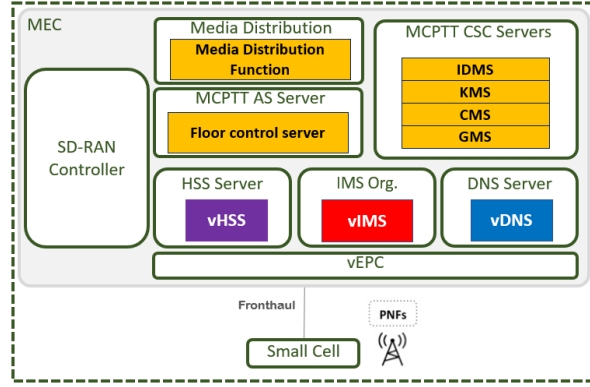 MEC
Media Distribution
Media Distribution
Function
MCPTT CSC Servers
IDMS
KMS
CMS
GMS
MCPTT AS Server
Floor control server
SD-RAN
Controller
HSS Server
vHSS
IMS Org.
vIMS
DNS Server
vDNS
vEPC
Fronthaul
PNFs
Small Cell